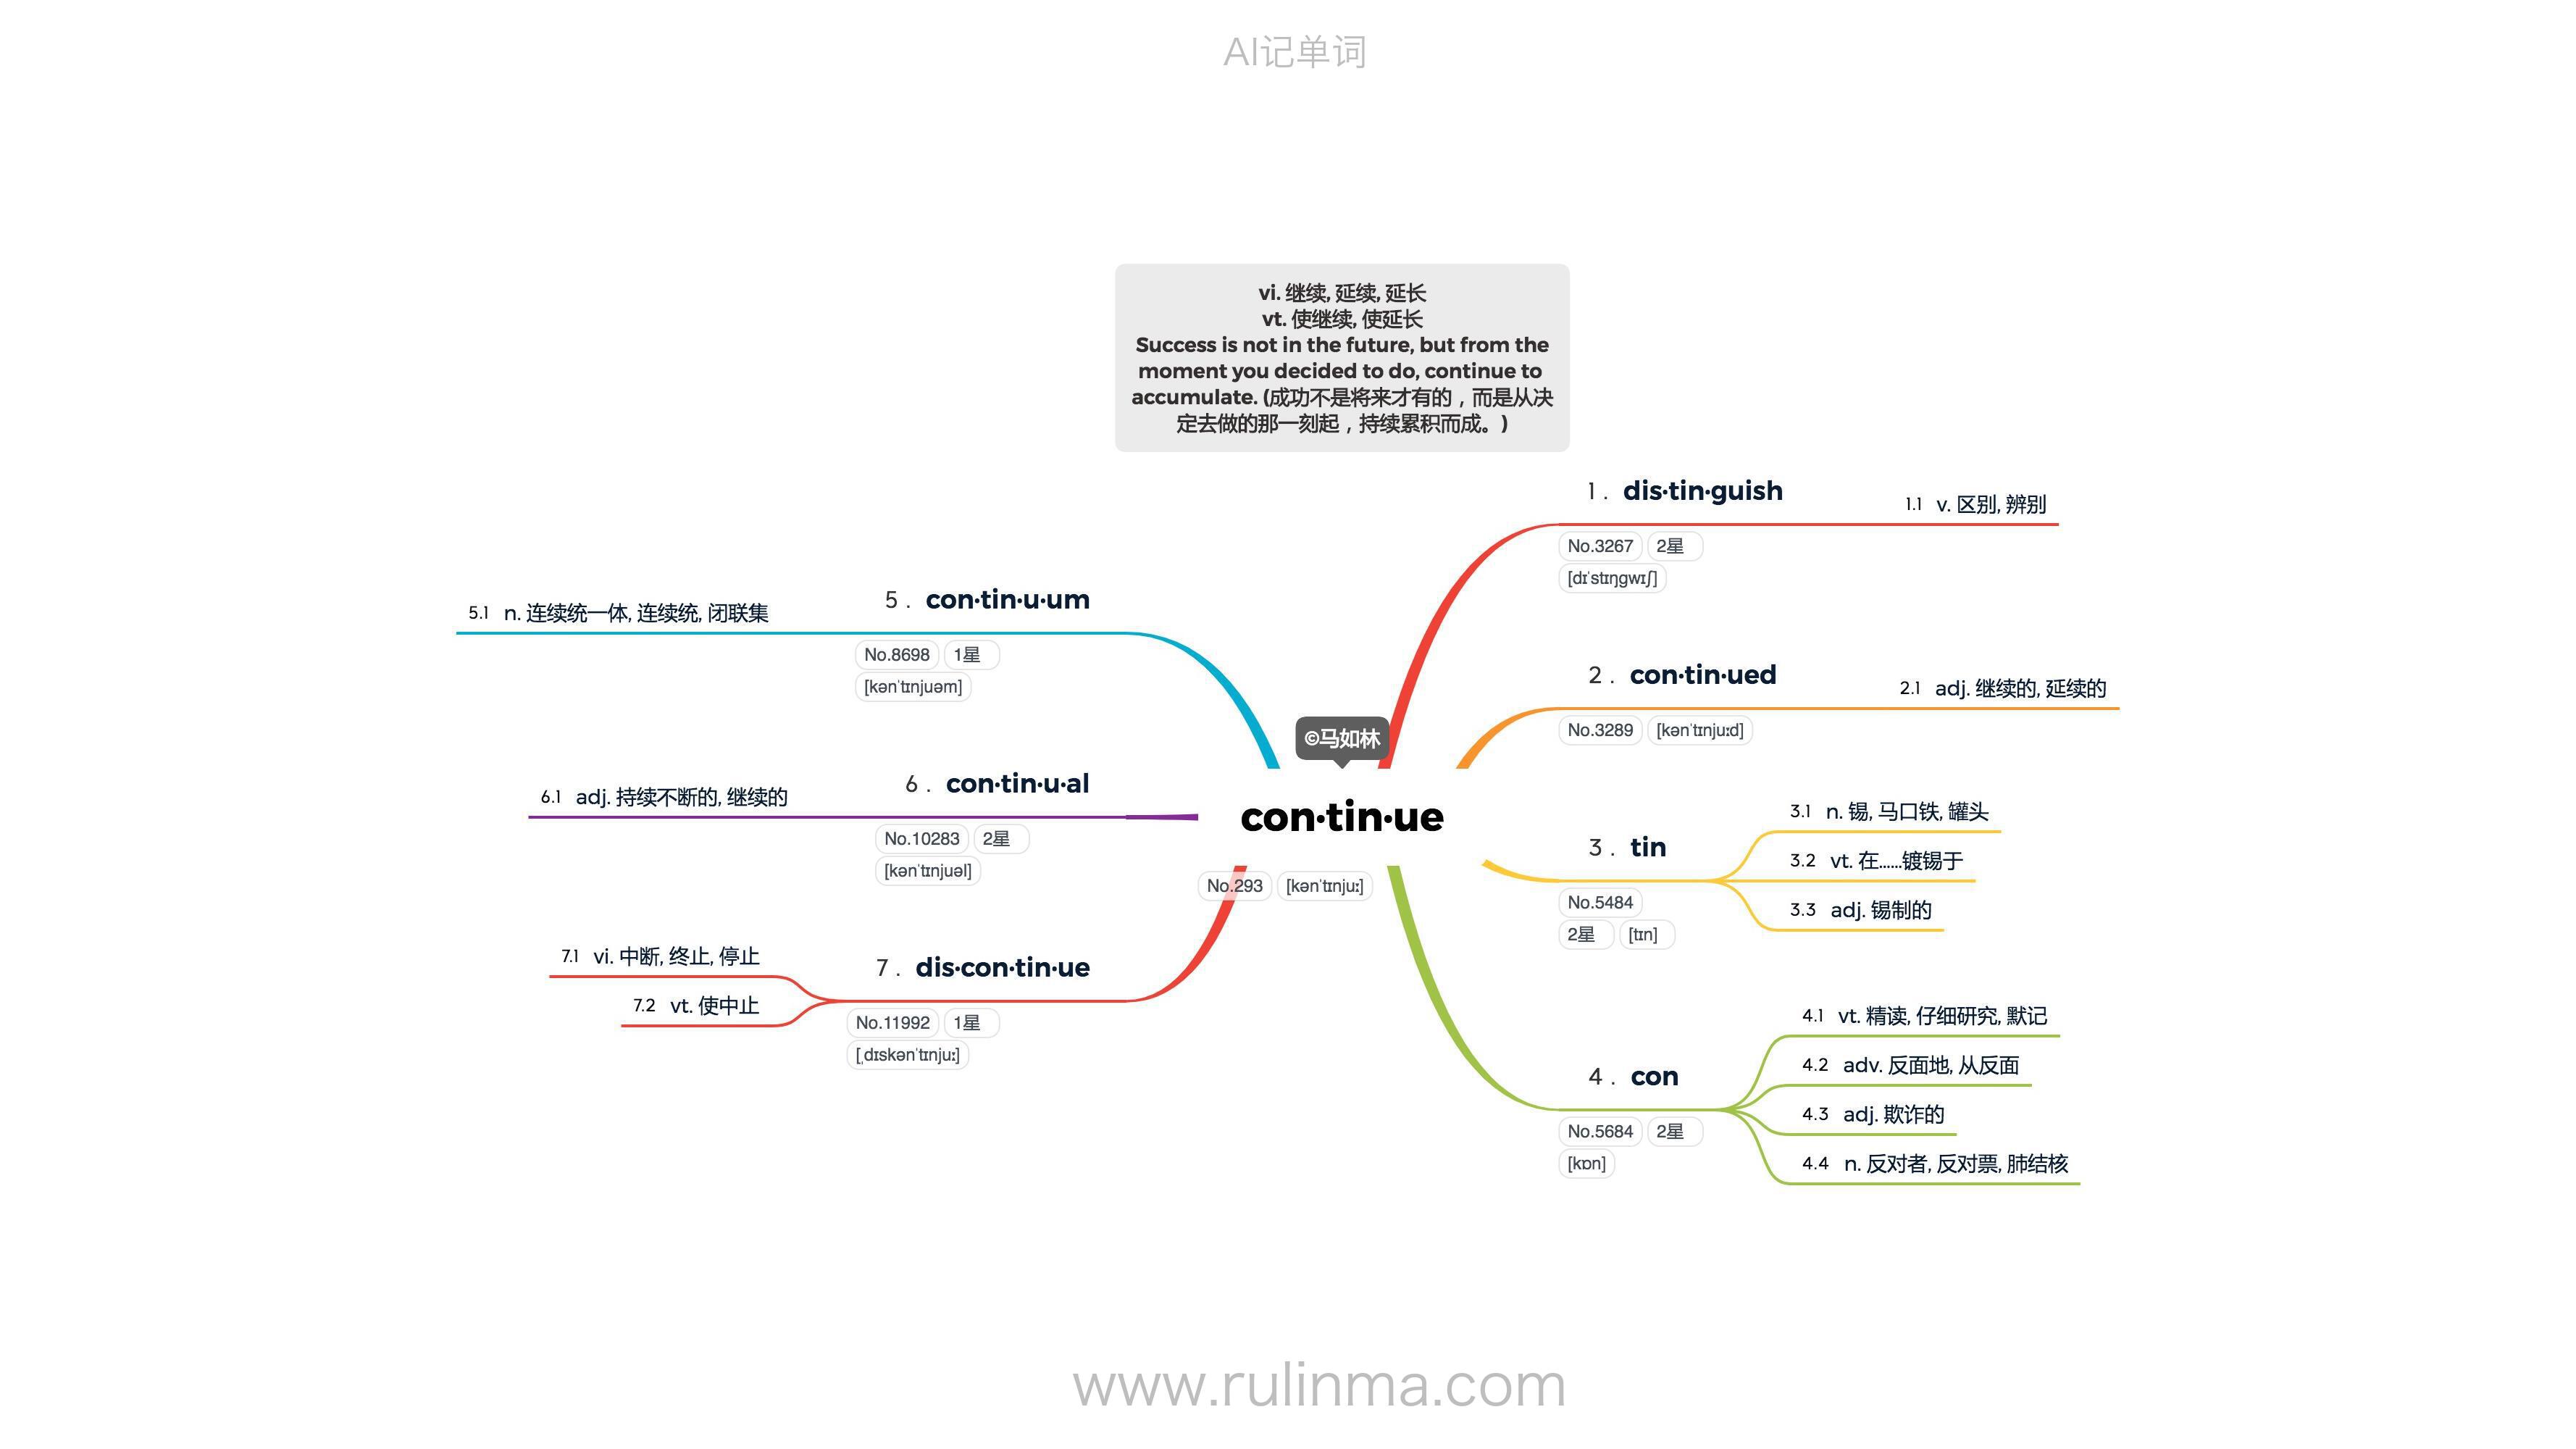 AI记单词
vi. 继续, 延续, 延长
vt. 使继续, 使延长
Success is not in the future, but from the
moment you decided to do, continue to
accumulate. (成功不是将来才有的，而是从决
定去做的那一刻起，持续累积而成。)
©马如林
con·tin·ue
No.293 [kənˈtɪnjuː]
1 . dis·tin·guish
No.3267 2星
[dɪˈstɪŋgwɪʃ]
1.1 v. 区别, 辨别
2 . con·tin·ued
No.3289 [kənˈtɪnjuːd]
2.1 adj. 继续的, 延续的
3 . tin
No.5484
2星 [tɪn]
3.1 n. 锡, 马口铁, 罐头
3.2 vt. 在......镀锡于
3.3 adj. 锡制的
4 . con
No.5684 2星
[kɒn]
4.1 vt. 精读, 仔细研究, 默记
4.2 adv. 反面地, 从反面
4.3 adj. 欺诈的
4.4 n. 反对者, 反对票, 肺结核
5 . con·tin·u·um
No.8698 1星
[kənˈtɪnjuəm]
5.1 n. 连续统一体, 连续统, 闭联集
6 . con·tin·u·al
No.10283 2星
[kənˈtɪnjuəl]
6.1 adj. 持续不断的, 继续的
7 . dis·con·tin·ue
No.11992 1星
[ˌdɪskənˈtɪnjuː]
7.1 vi. 中断, 终止, 停止
7.2 vt. 使中止
www.rulinma.com